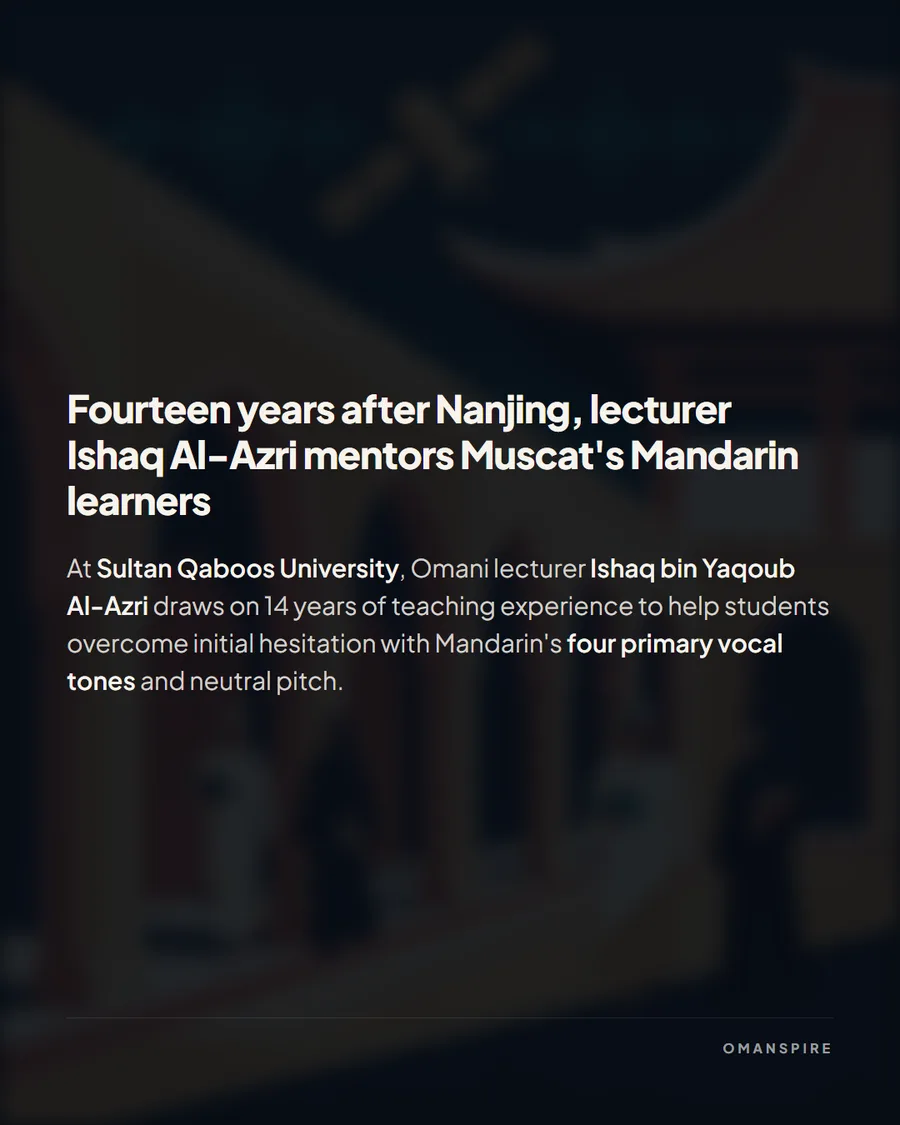 Fourteen years after Nanjing, lecturer
Ishaq Al-Azri mentors Muscat's Mandarin
learners
At Sultan Qaboos University, Omani lecturer Ishaq bin Yaqoub
Al-Azri draws on 14 years of teaching experience to help students
overcome initial hesitation with Mandarin's four primary vocal
tones and neutral pitch.
OMANSPIRE